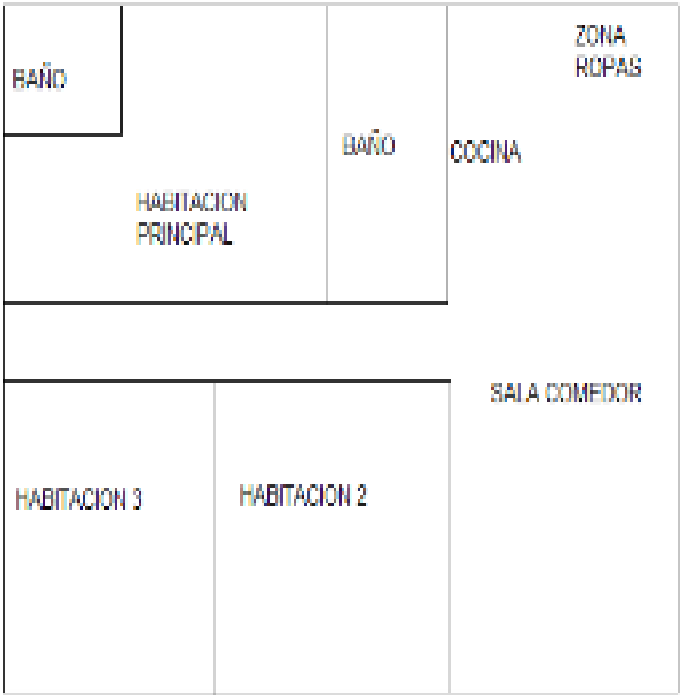 ZONA
ROPAS
BAÑO
BAÑO
COCINA
HABITACION
PRINCIPAL
SALA COMEDOR
HABITACION 3
HABITACION 2